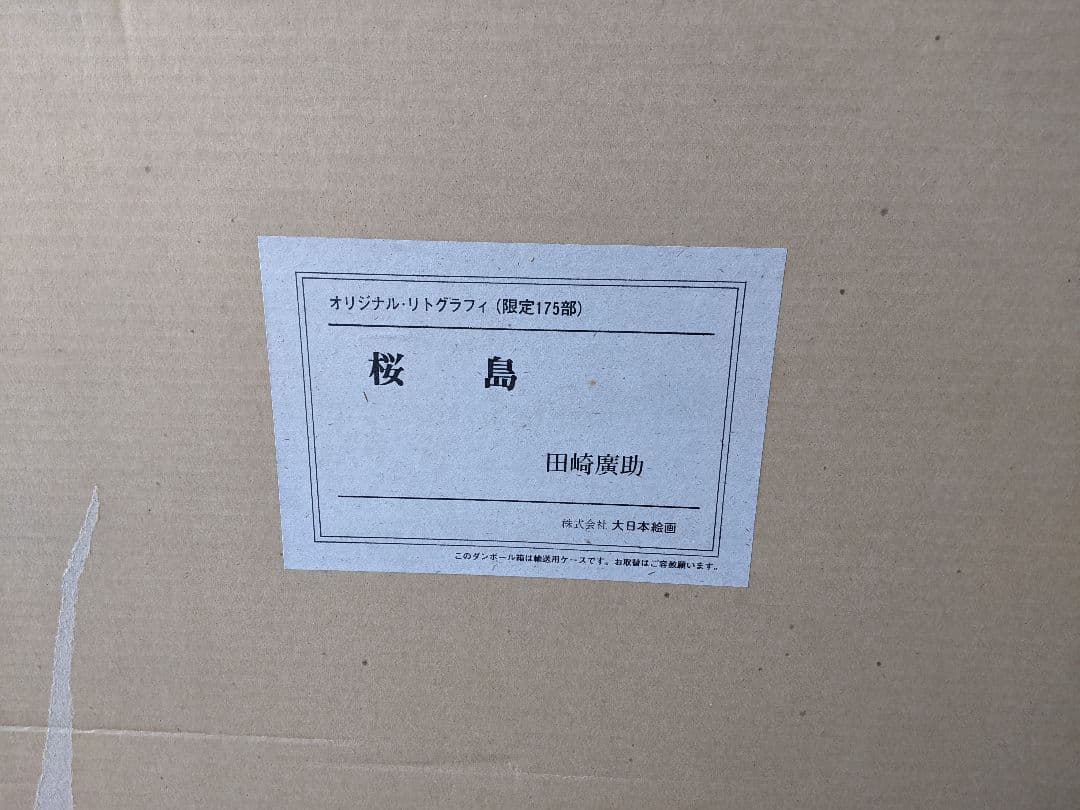 オリジナル・リトグラフィ(限定175部)
桜 島
田崎廣助
株式会社 大日本絵画
このダンボール箱は輸送用ケースです。お取替はご容赦願います。